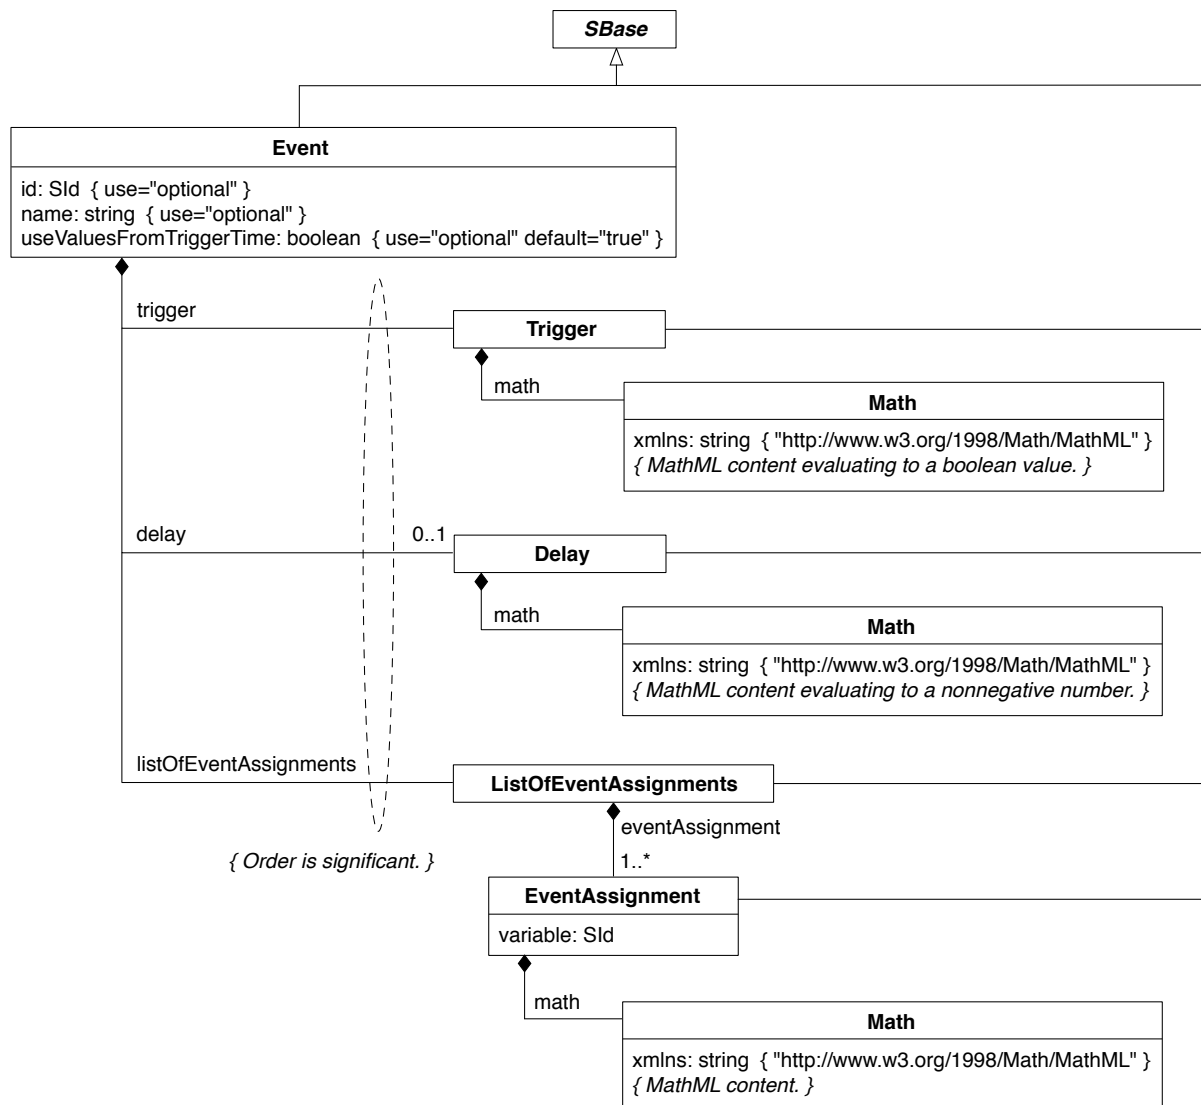 SBase
Event
id: SId { use="optional" }
name: string { use="optional" }
useValuesFromTriggerTime: boolean { use="optional" default="true" }
trigger
Trigger
math
Math
xmlns: string { "http://www.w3.org/1998/Math/MathML" }
{ MathML content evaluating to a boolean value. }
delay
0..1
Delay
math
Math
xmlns: string { "http://www.w3.org/1998/Math/MathML" }
{ MathML content evaluating to a nonnegative number. }
listOfEventAssignments
ListOfEventAssignments
eventAssignment
{ Order is significant. }
1..*
EventAssignment
variable: SId
math
Math
xmlns: string { "http://www.w3.org/1998/Math/MathML" }
{ MathML content. }